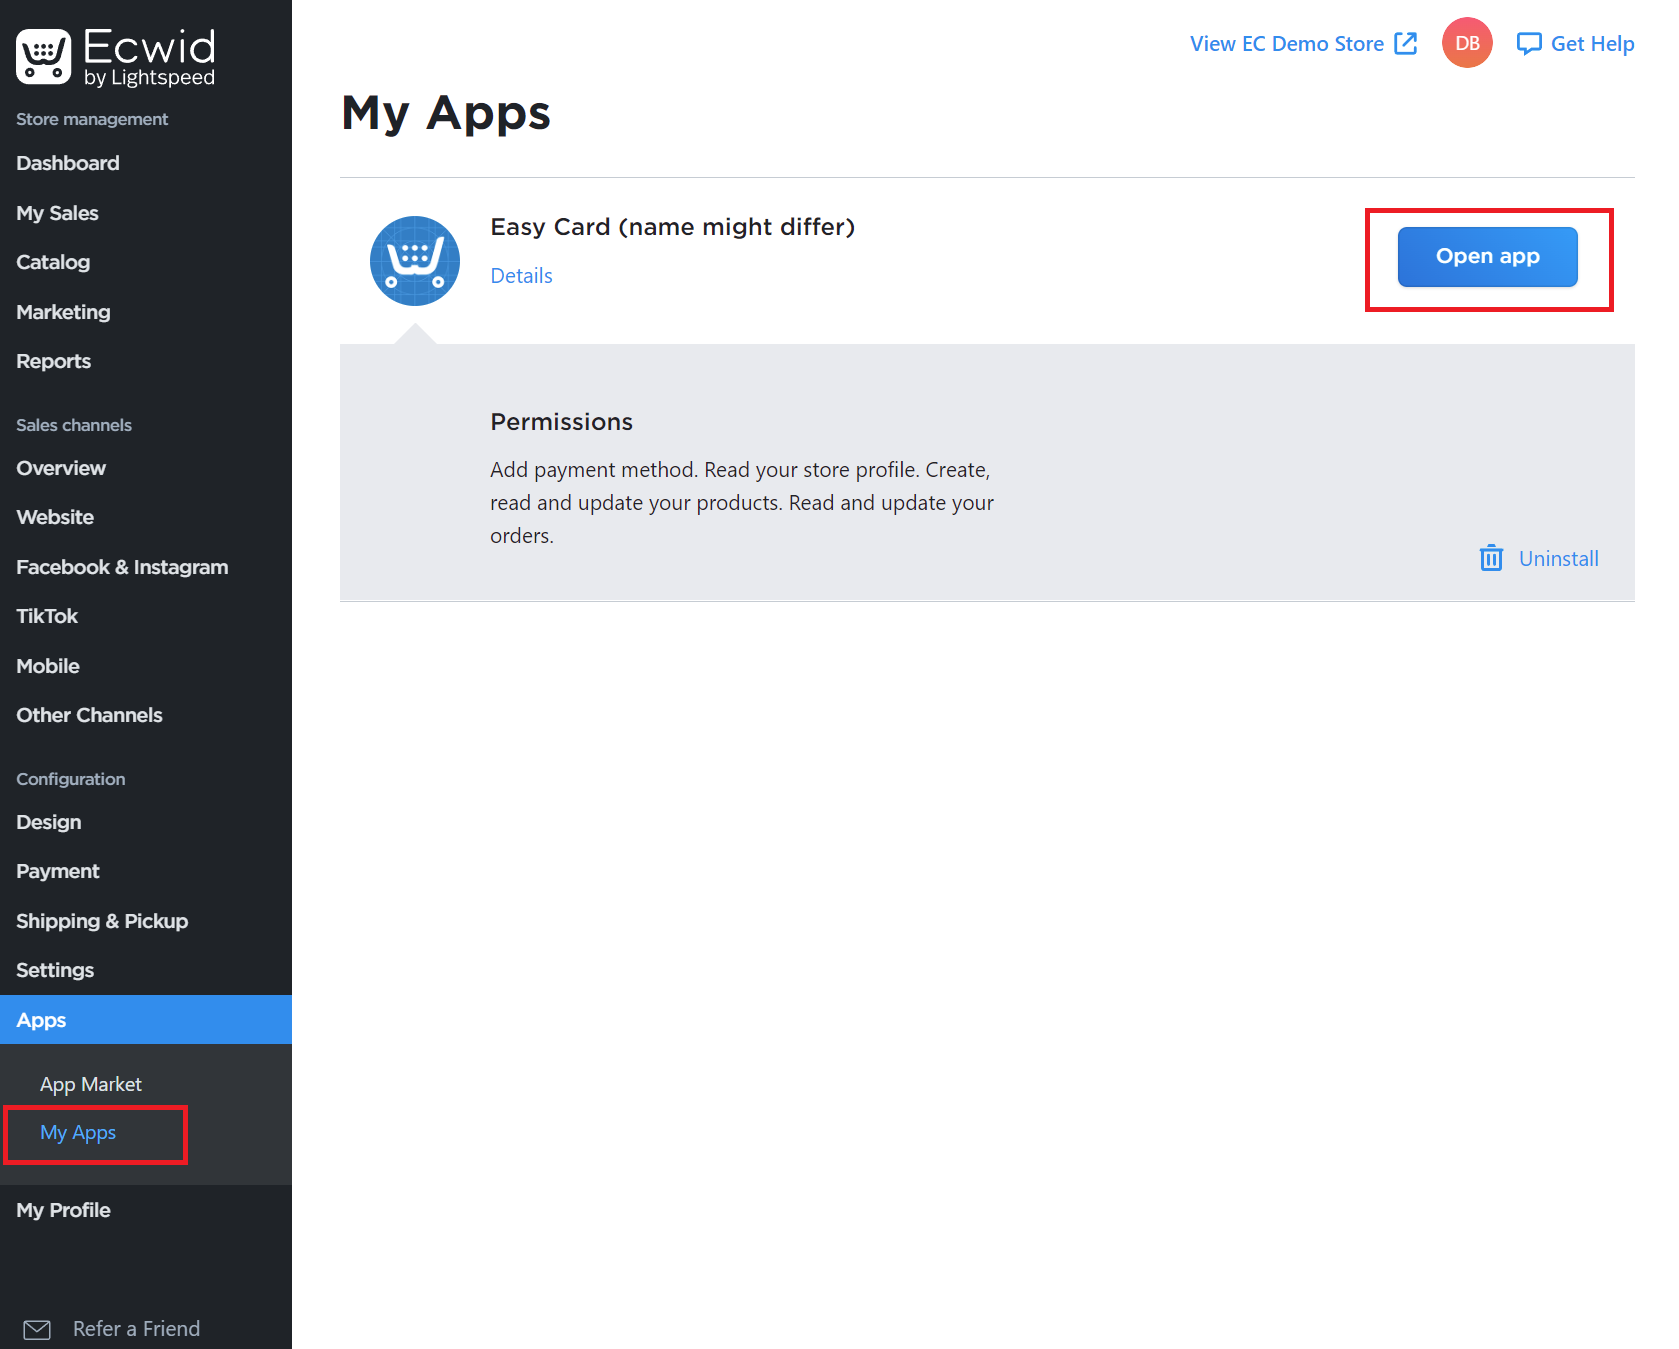 Ecwid
by Lightspeed
Store management
Dashboard
My Sales
Catalog
Marketing
Reports
Sales channels
Overview
Website
Facebook & Instagram
TikTok
Mobile
Other Channels
Configuration
Design
Payment
Shipping & Pickup
Settings
Apps
App Market
My Apps
My Profile
Refer a Friend
View EC Demo Store
DB
Get Help
My Apps
Easy Card (name might differ)
Details
Open app
Permissions
Add payment method. Read your store profile. Create,
read and update your products. Read and update your
orders.
Uninstall